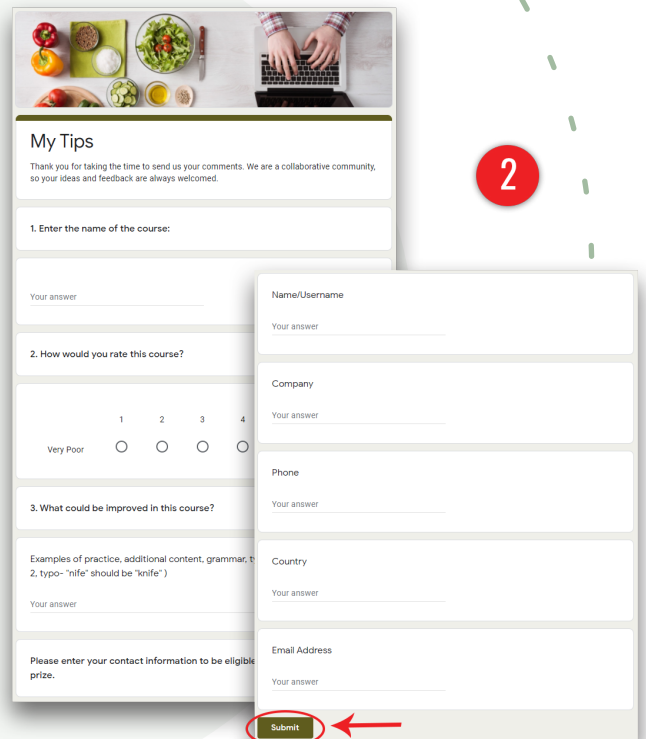 My Tips
Thank you for taking the time to send us your comments. We are a collaborative community,
so your ideas and feedback are always welcomed.
2
1. Enter the name of the course:
Your answer
2. How would you rate this course?
1 2 3 4
Very Poor
3. What could be improved in this course?
Examples of practice, additional content, grammar,
2, typo- "nife" should be "knife" )
Your answer
Please enter your contact information to be eligible
prize.
Name/Username
Your answer
Company
Your answer
Phone
Your answer
Country
Your answer
Email Address
Your answer
Submit